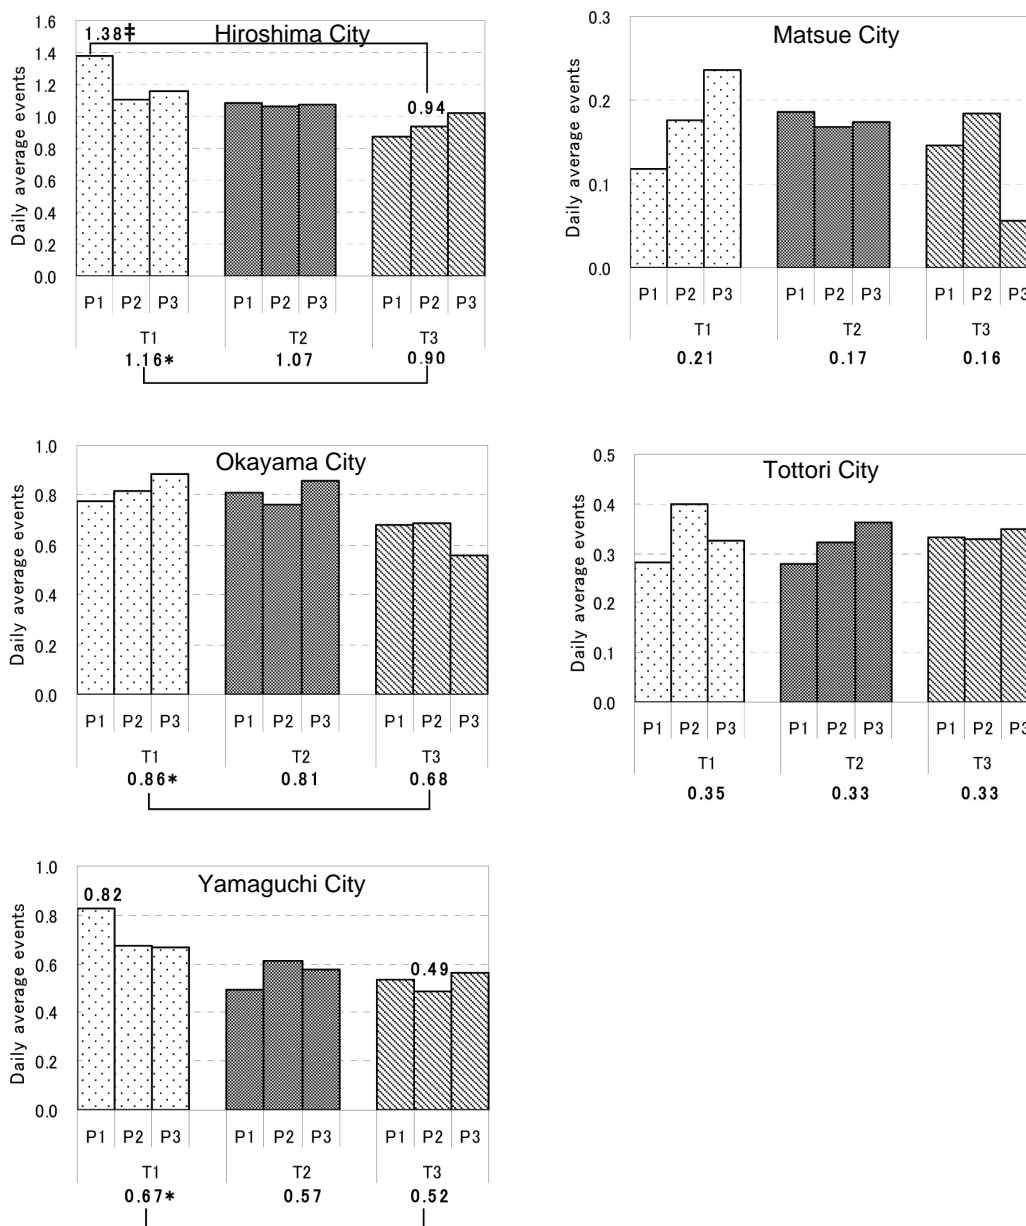 Hiroshima City
Daily average events
1.6
1.4
1.2
1.0
0.8
0.6
0.4
0.2
0.0
1.38‡
0.94
P1 P2 P3 P1 P2 P3 P1 P2 P3
T1 T2 T3
1.16* 1.07 0.90
Matsue City
Daily average events
0.3
0.2
0.1
0.0
P1 P2 P3 P1 P2 P3 P1 P2 P3
T1 T2 T3
0.21 0.17 0.16
Okayama City
Daily average events
1.0
0.8
0.6
0.4
0.2
0.0
P1 P2 P3 P1 P2 P3 P1 P2 P3
T1 T2 T3
0.86* 0.81 0.68
Tottori City
Daily average events
0.5
0.4
0.3
0.2
0.1
0.0
P1 P2 P3 P1 P2 P3 P1 P2 P3
T1 T2 T3
0.35 0.33 0.33
Yamaguchi City
Daily average events
1.0
0.8
0.6
0.4
0.2
0.0
0.82
0.49
P1 P2 P3 P1 P2 P3 P1 P2 P3
T1 T2 T3
0.67* 0.57 0.52